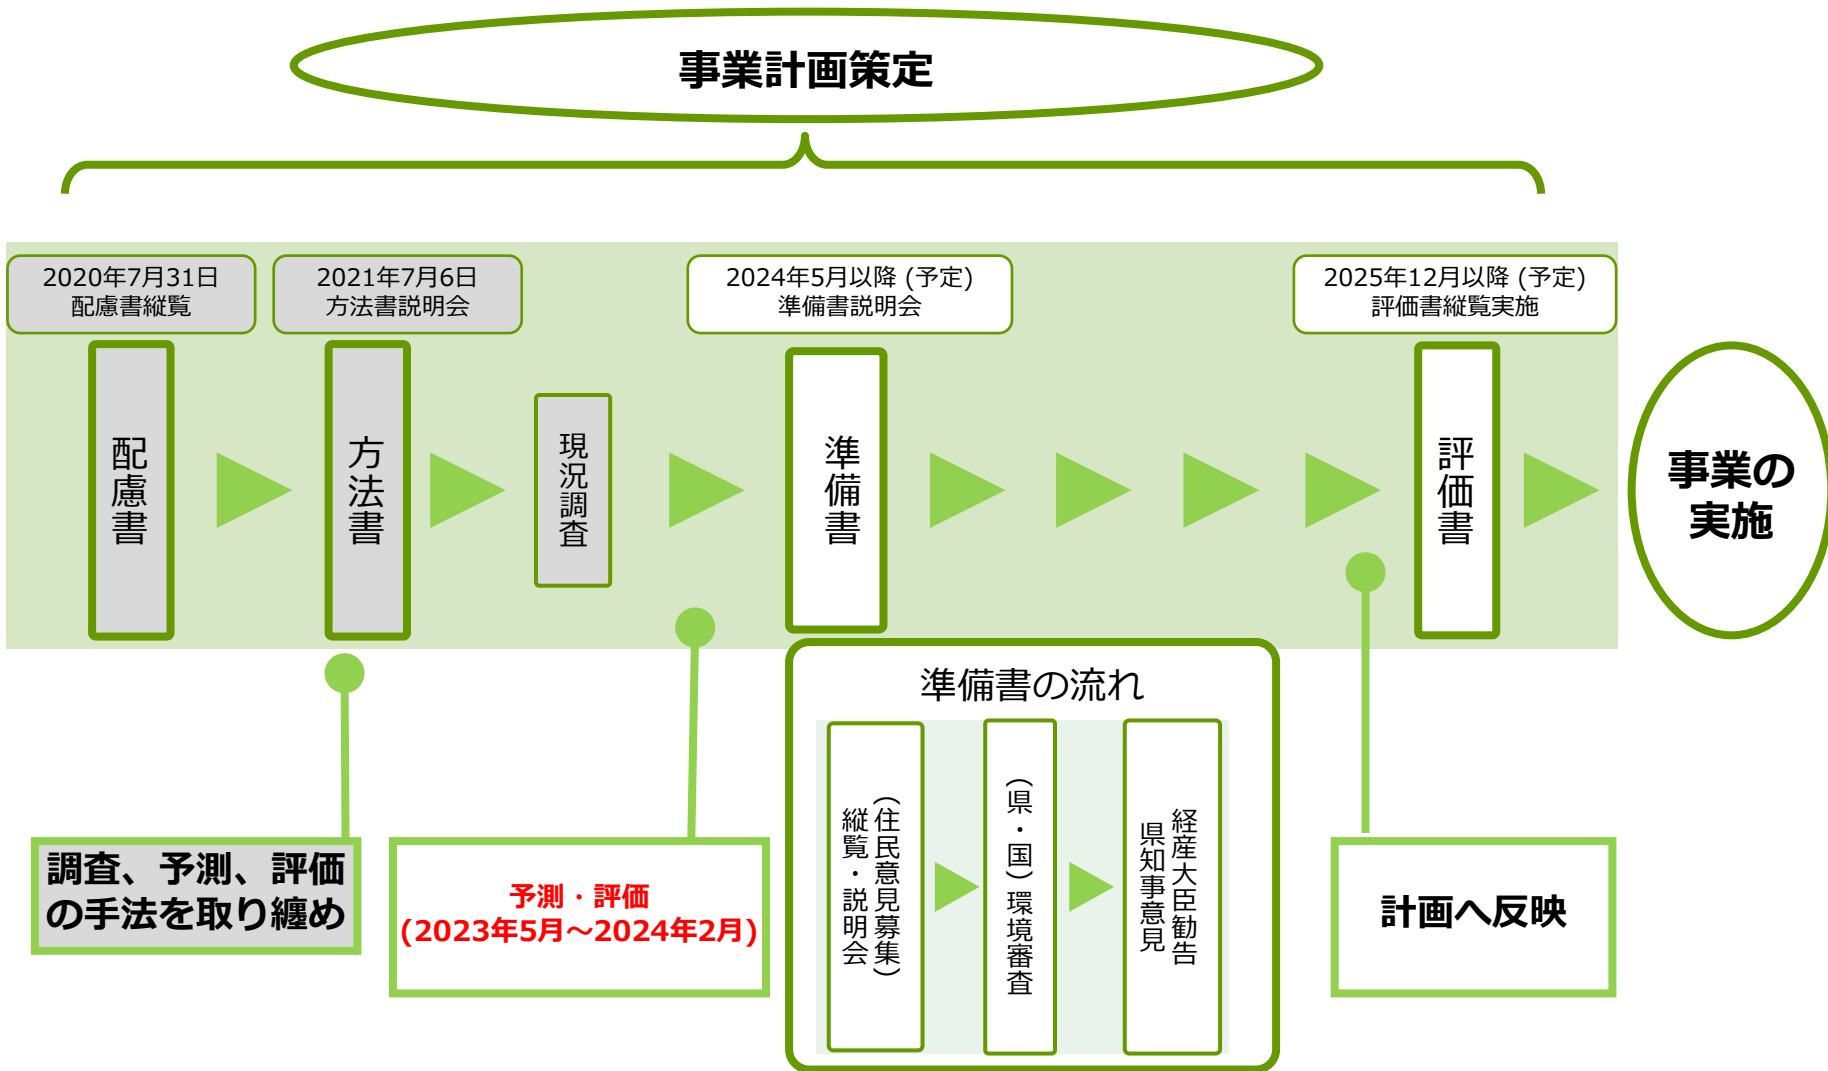 事業計画策定
2020年7月31日
配慮書縦覧
2021年7月6日
方法書説明会
2024年5月以降 (予定)
準備書説明会
2025年12月以降 (予定)
評価書縦覧実施
配慮書
方法書
現況調査
準備書
評価書
事業の
実施
調査、予測、評価
の手法を取り纏め
予測・評価
(2023年5月～2024年2月)
準備書の流れ
(住民意見募集)
縦覧・説明会
(県・国)環境審査
経産大臣勧告
県知事意見
計画へ反映